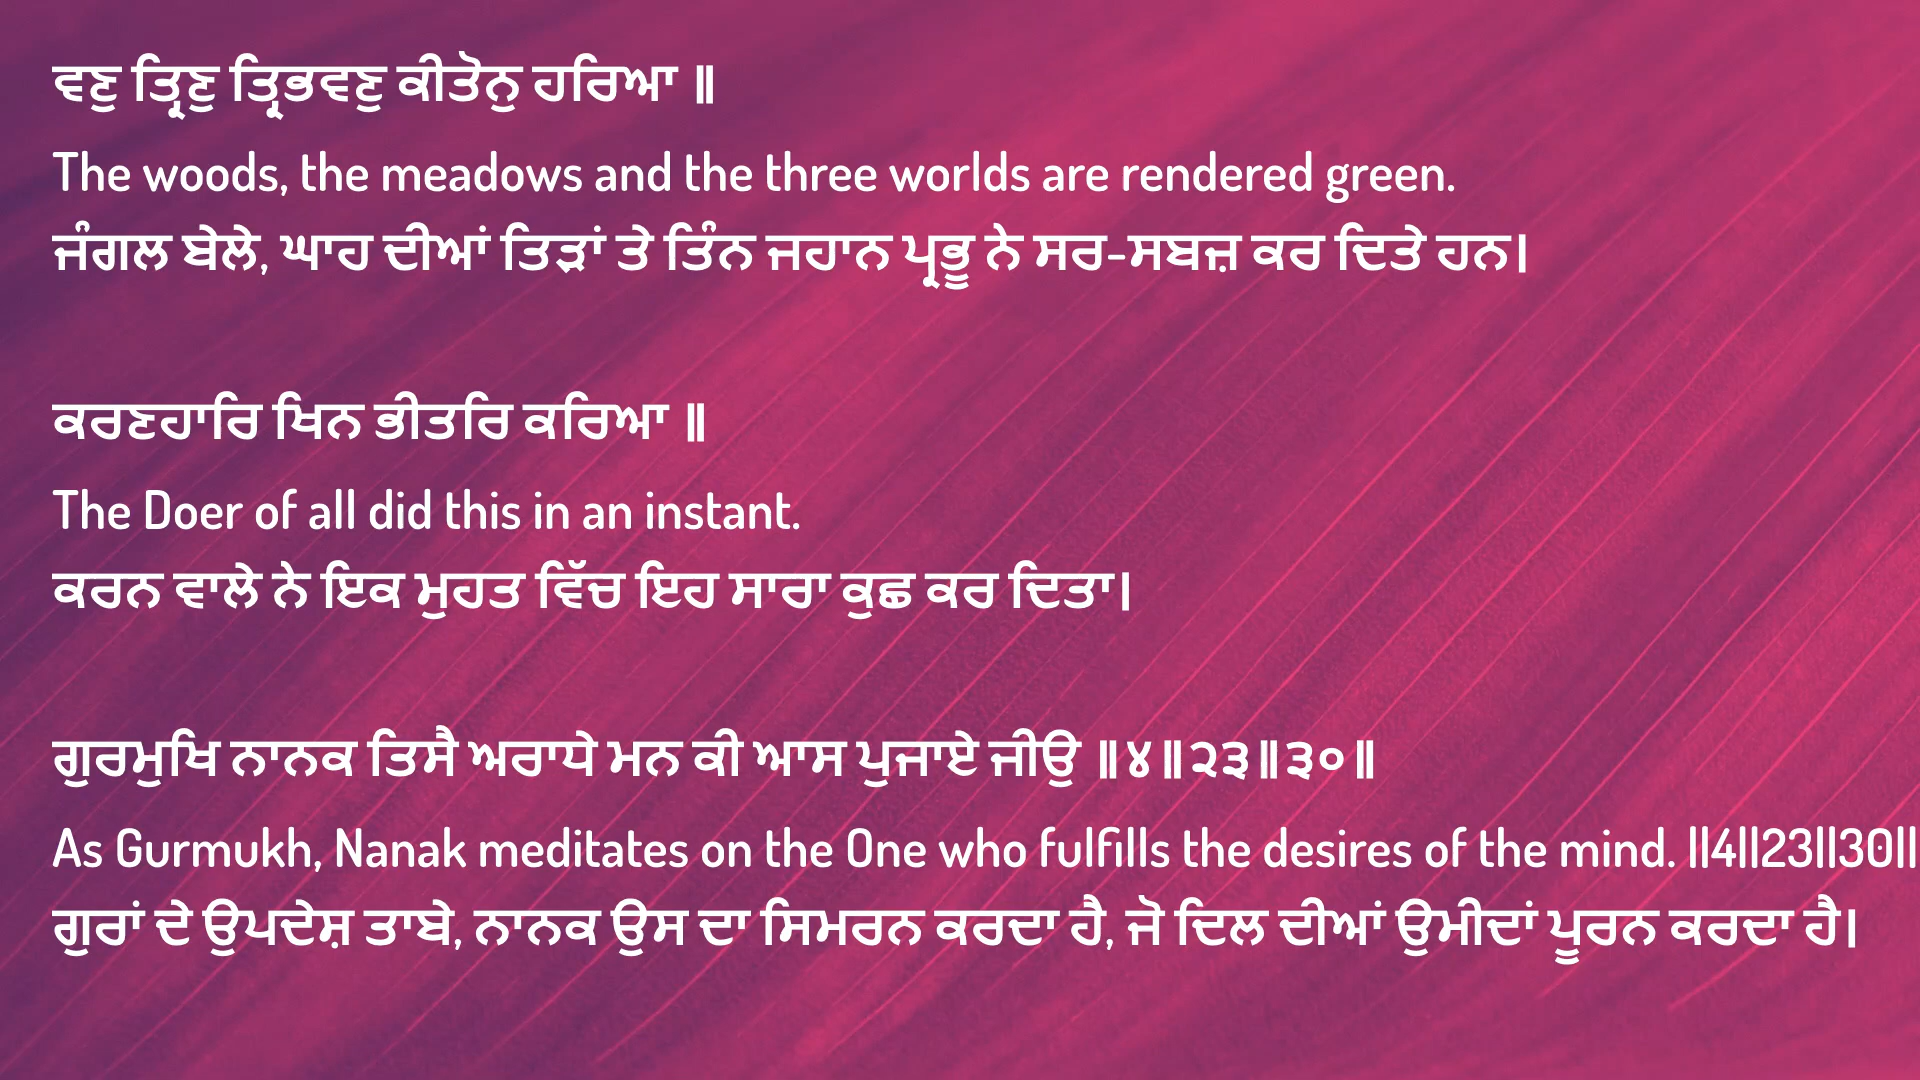 ਵਣੁ ਤ੍ਰਿਣੁ ਤ੍ਰਿਭਵਣੁ ਕੀਤੋਨੁ ਹਰਿਆ ॥
The woods, the meadows and the three worlds are rendered green.
ਜੰਗਲ ਬੇਲੇ, ਘਾਹ ਦੀਆਂ ਤਿੜਾਂ ਤੇ ਤਿੰਨ ਜਹਾਨ ਪ੍ਰਭੂ ਨੇ ਸਰ-ਸਬਜ਼ ਕਰ ਦਿਤੇ ਹਨ।
ਕਰਣਹਾਰਿ ਖਿਨ ਭੀਤਰਿ ਕਰਿਆ ॥
The Doer of all did this in an instant.
ਕਰਨ ਵਾਲੇ ਨੇ ਇਕ ਮੁਹਤ ਵਿੱਚ ਇਹ ਸਾਰਾ ਕੁਛ ਕਰ ਦਿਤਾ।
ਗੁਰਮੁਖਿ ਨਾਨਕ ਤਿਸੈ ਅਰਾਧੇ ਮਨ ਕੀ ਆਸ ਪੁਜਾਏ ਜੀਉ ॥੪॥੨੩॥੩੦॥
As Gurmukh, Nanak meditates on the One who fulfills the desires of the mind. ||4||23||30||
ਗੁਰਾਂ ਦੇ ਉਪਦੇਸ਼ ਤਾਬੇ, ਨਾਨਕ ਉਸ ਦਾ ਸਿਮਰਨ ਕਰਦਾ ਹੈ, ਜੋ ਦਿਲ ਦੀਆਂ ਉਮੀਦਾਂ ਪੂਰਨ ਕਰਦਾ ਹੈ।